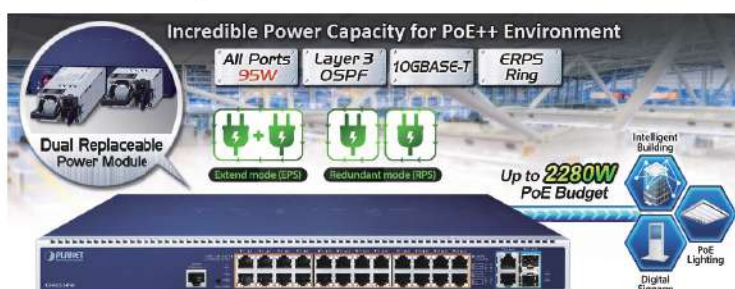 Incredible Power Capacity for PoE++ Environment
All Ports
95W
Layer 3
OSPF
10GBASE-T
ERPS
Ring
Dual Replaceable
Power Module
Extend mode (EPS)
Redundant mode (RPS)
Up to 2280W
PoE Budget
Intelligent
Building
PoE
Lighting
Digital
Signage
PLANET